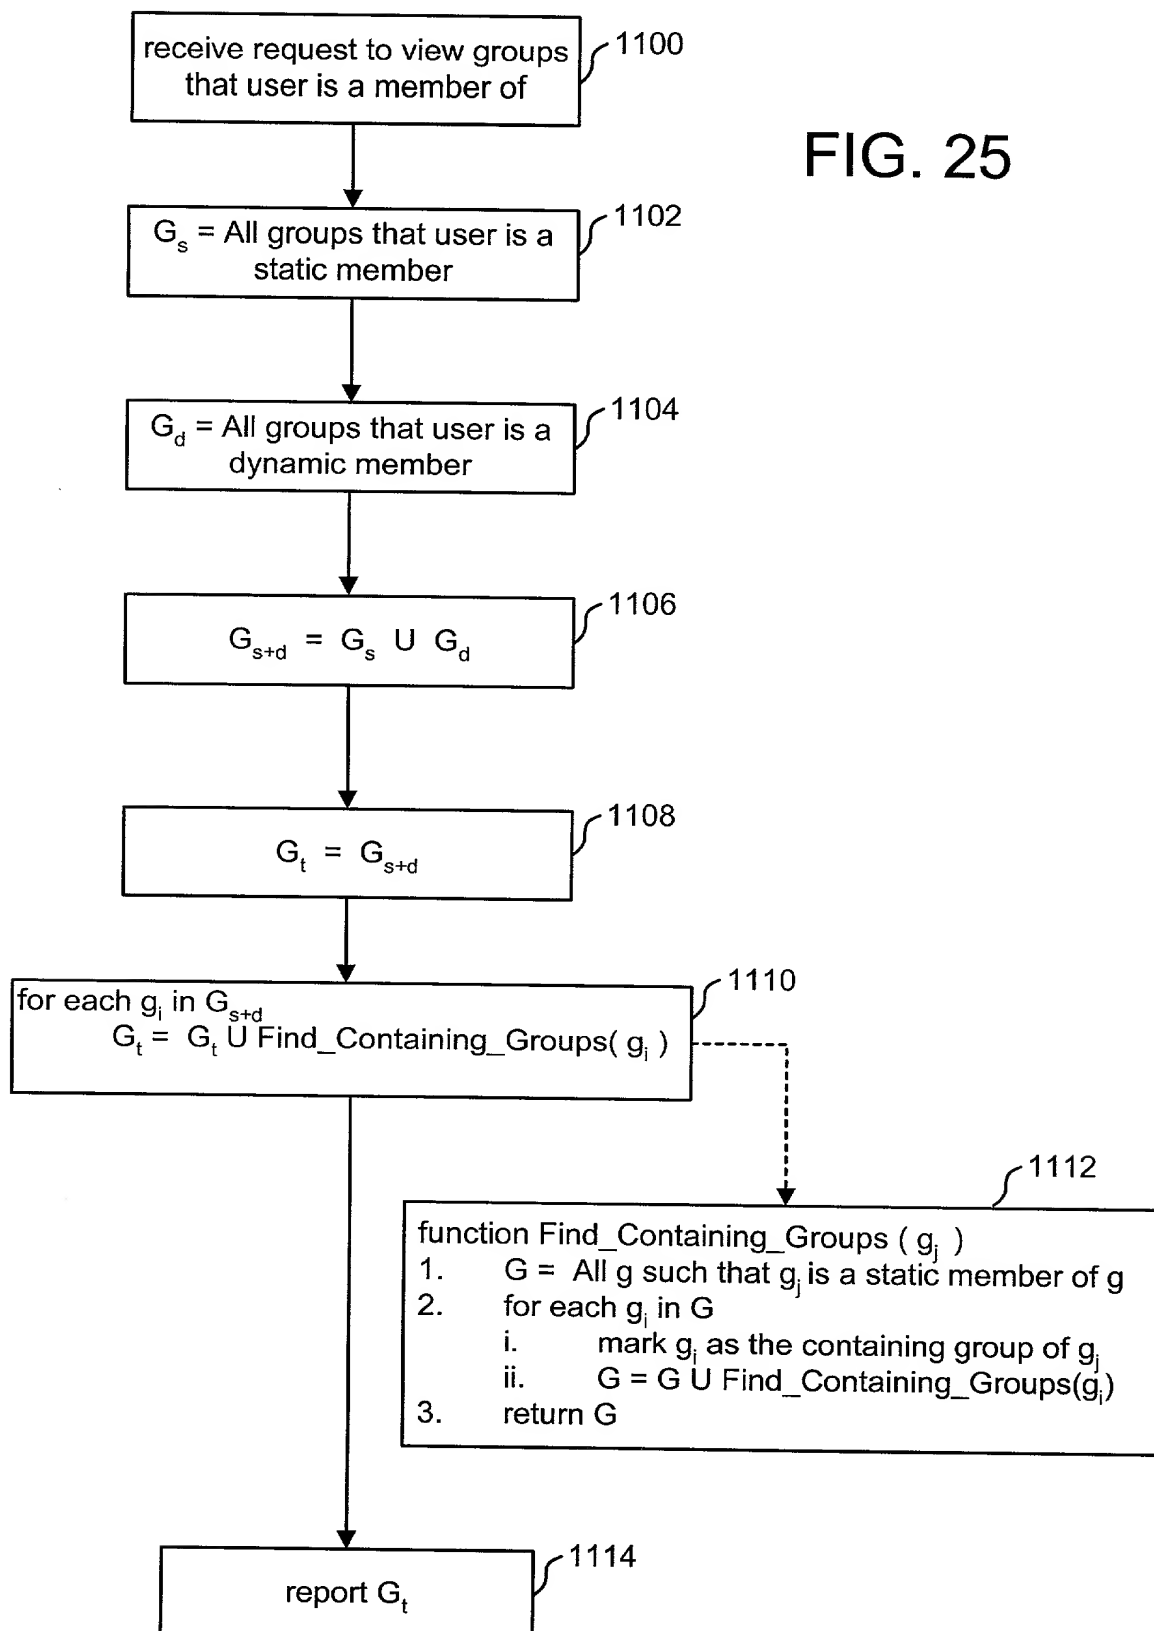 receive request to view groups
that user is a member of
1100
FIG. 25
1102
G_s = All groups that user is a
static member
1104
G_d = All groups that user is a
dynamic member
1106
G_s+d = G_s U G_d
1108
G_t = G_s+d
1110
for each g_i in G_s+d
G_t = G_t U Find_Containing_Groups( g_i )
1112
function Find_Containing_Groups ( g_j )
1. G = All g such that g_j is a static member of g
2. for each g_i in G
i. mark g_i as the containing group of g_j
ii. G = G U Find_Containing_Groups(g_i)
3. return G
1114
report G_t